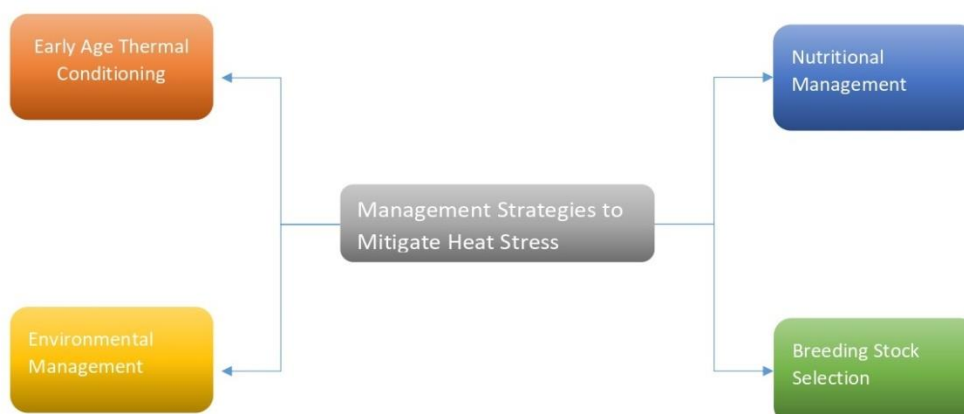 Early Age Thermal
Conditioning
Nutritional
Management
Management Strategies to
Mitigate Heat Stress
Environmental
Management
Breeding Stock
Selection